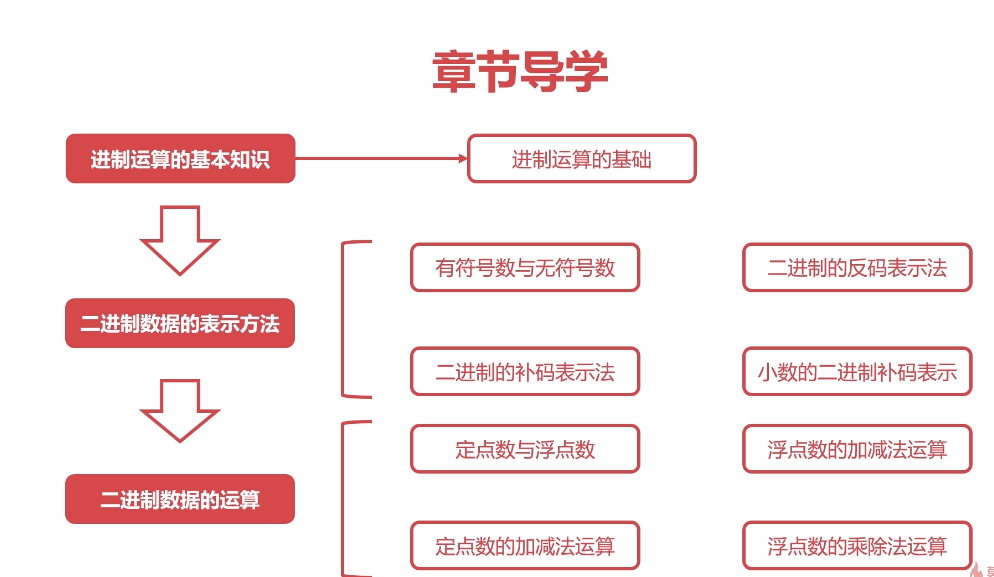 章节导学
进制运算的基本知识
进制运算的基础
二进制数据的表示方法
有符号数与无符号数
二进制的反码表示法
二进制的补码表示法
小数的二进制补码表示
二进制数据的运算
定点数与浮点数
浮点数的加减法运算
定点数的加减法运算
浮点数的乘除法运算